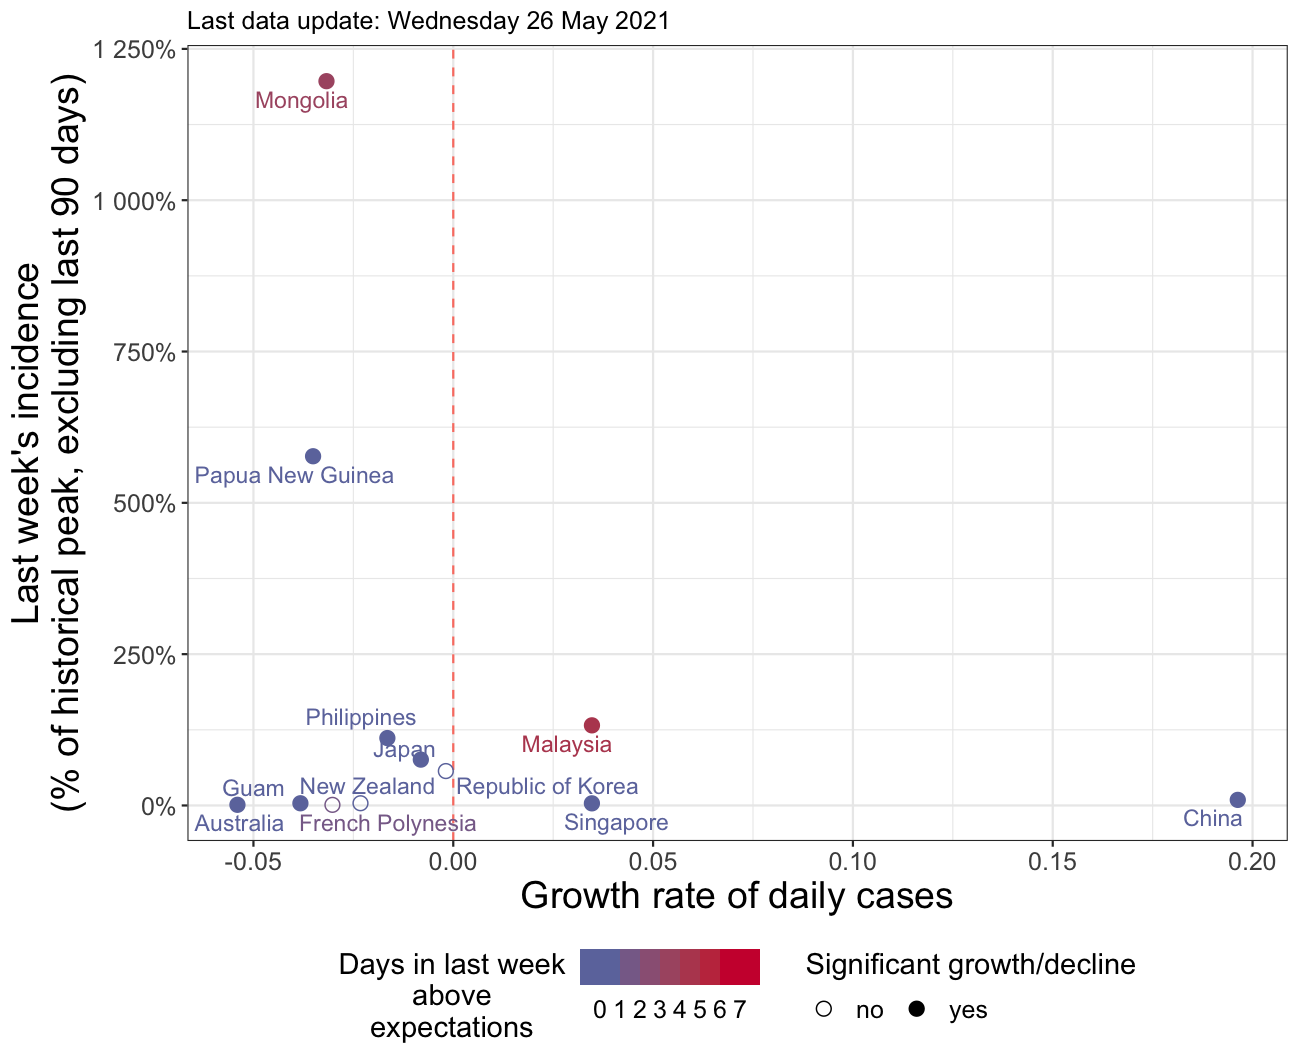 Last data update: Wednesday 26 May 2021
1 250%
1 000%
750%
500%
250%
0%
Last week's incidence
(% of historical peak, excluding last 90 days)
Mongolia
Papua New Guinea
Philippines
Japan
Malaysia
Guam
New Zealand
Republic of Korea
Australia
French Polynesia
Singapore
China
-0.05
0.00
0.05
0.10
0.15
0.20
Growth rate of daily cases
Days in last week
above
expectations
0 1 2 3 4 5 6 7
Significant growth/decline
no
yes